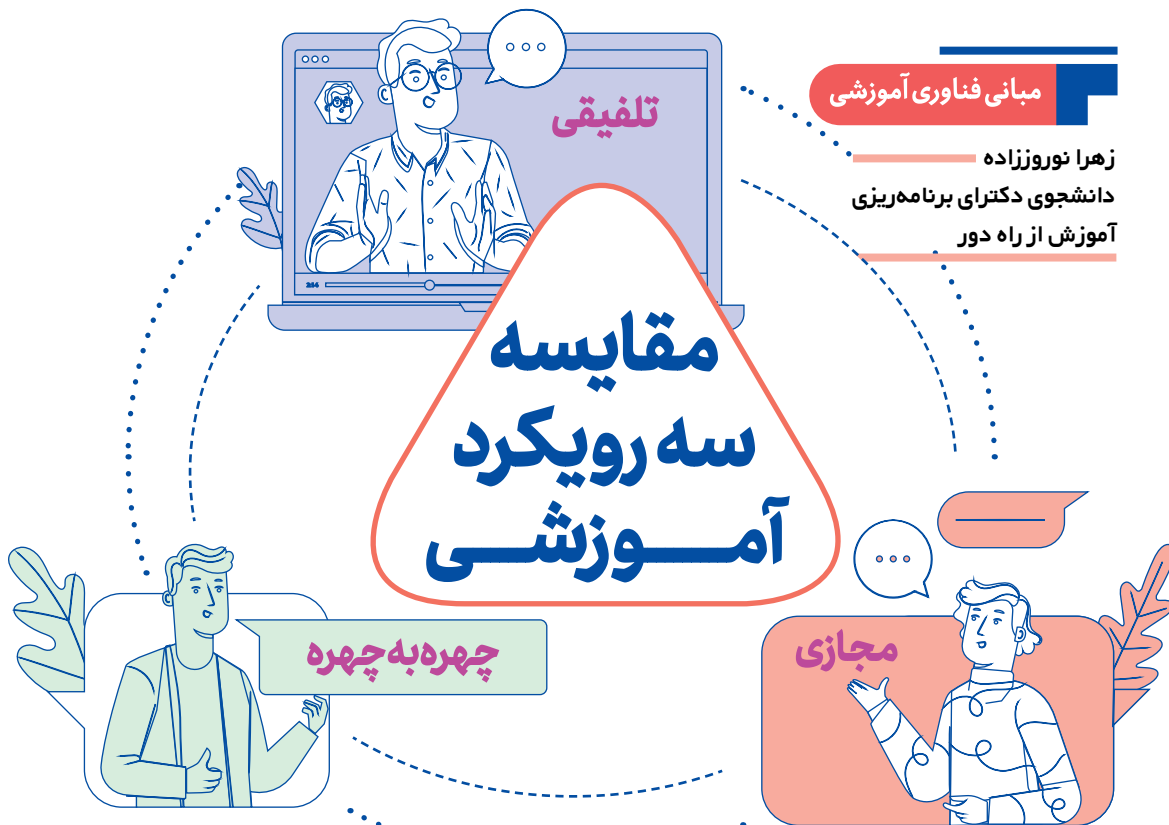 مبانی فناوری آموزشی
زهرا نوروززاده
دانشجوی دکترای برنامه‌ریزی
آموزش از راه دور
تلفیقی
مقایسه
سه رویکرد
آمـــوزشــی
مجازی
چهره‌به‌چهره